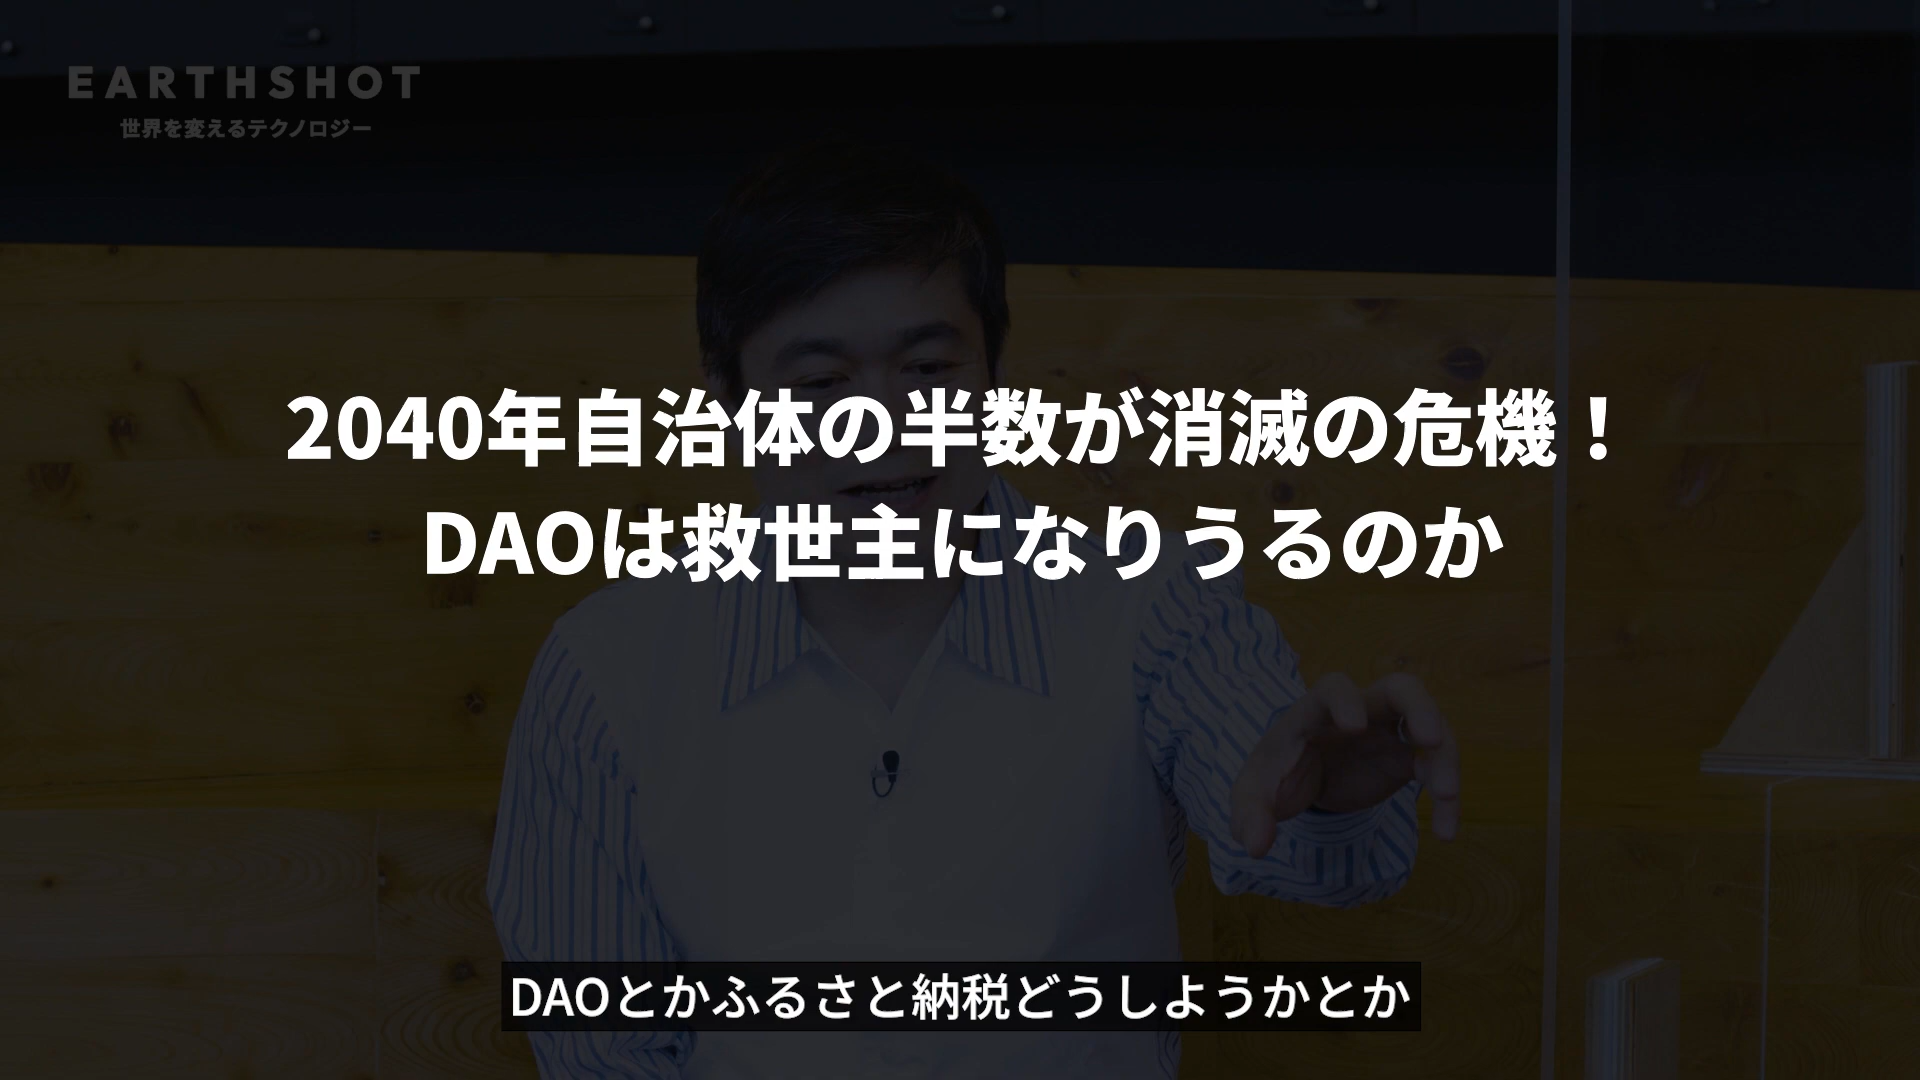 EARTHSHOT
世界を変えるテクノロジー
2040年自治体の半数が消滅の危機！
DAOは救世主になりうるのか
DAOとかふるさと納税どうしようかとか